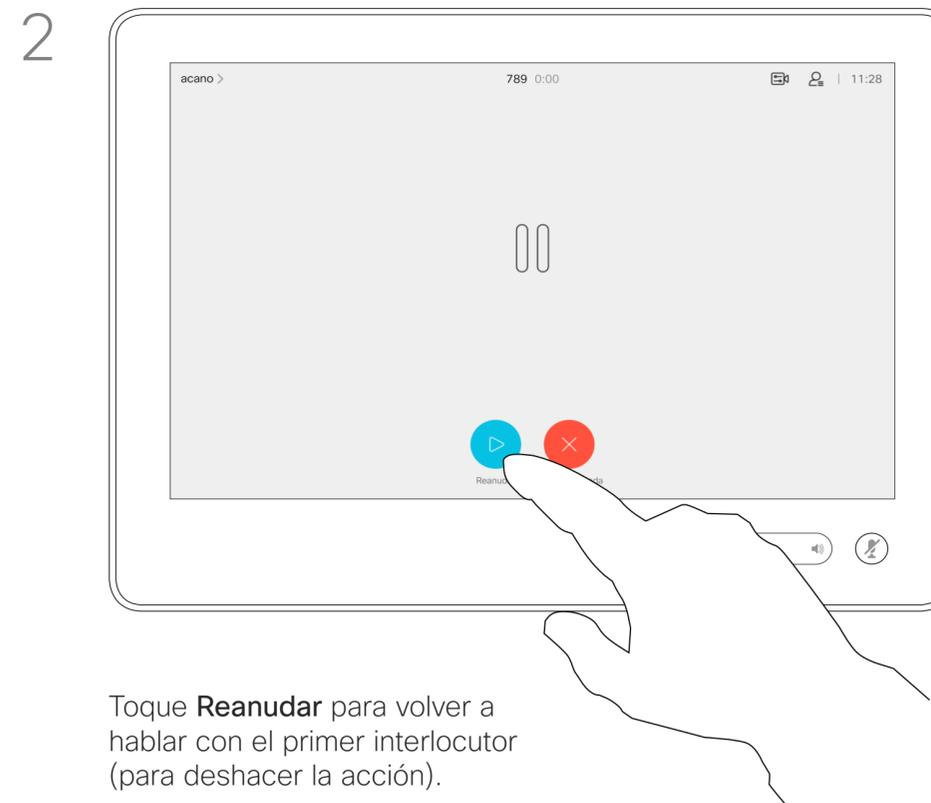 2
acano >
789 0:00
11:28
Toque Reanudar para volver a
hablar con el primer interlocutor
(para deshacer la acción).